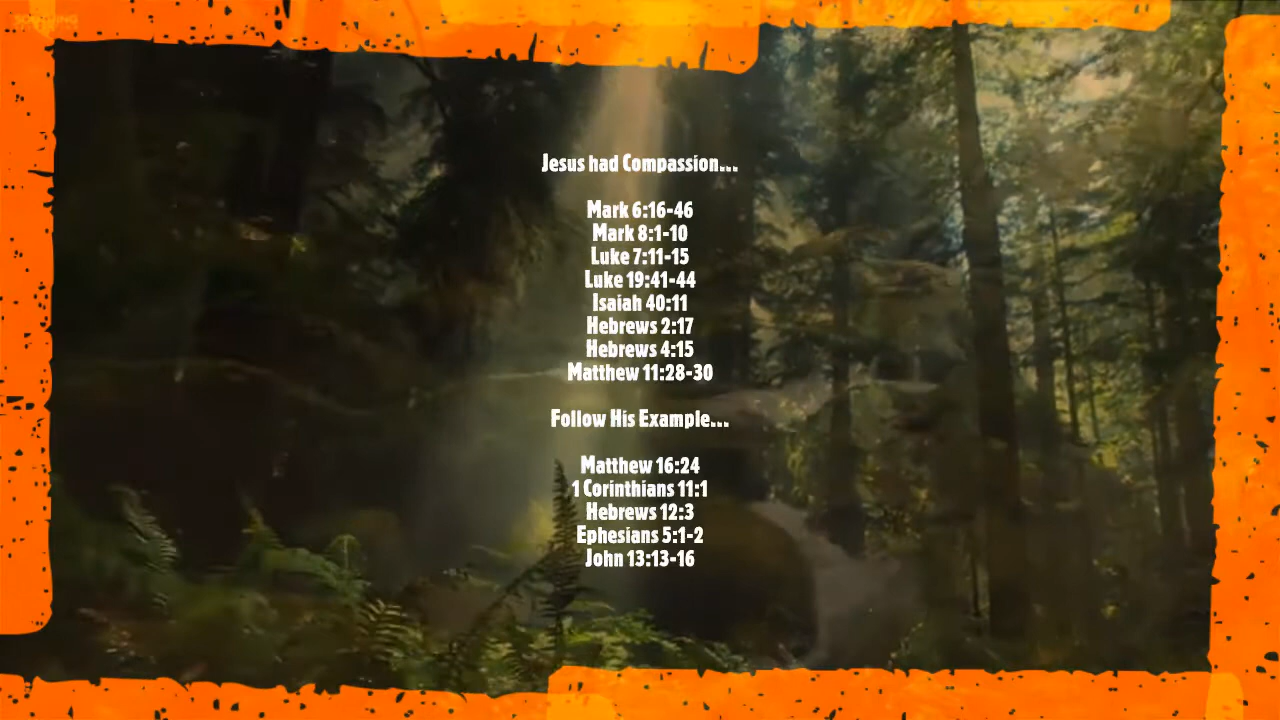 Jesus had Compassion...
Mark 6:16-46
Mark 8:1-10
Luke 7:11-15
Luke 19:41-44
Isaiah 40:11
Hebrews 2:17
Hebrews 4:15
Matthew 11:28-30
Follow His Example...
Matthew 16:24
1 Corinthians 11:1
Hebrews 12:3
Ephesians 5:1-2
John 13:13-16